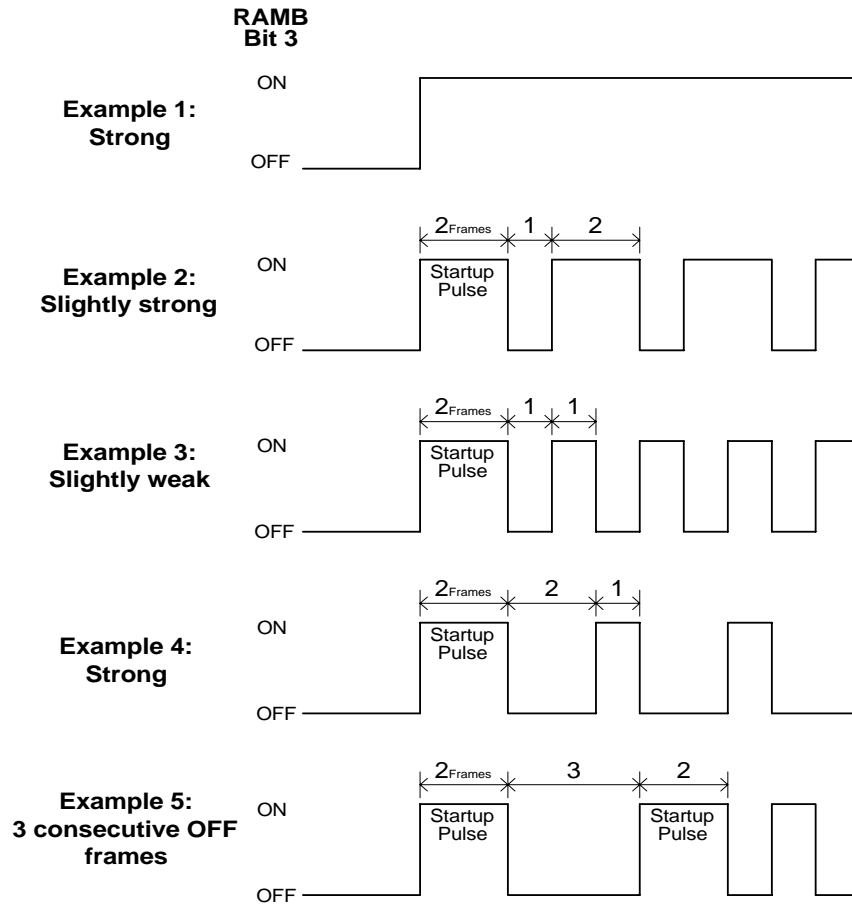 RAMB
Bit 3
ON
Example 1:
Strong
OFF
2Frames 1 2
ON
Startup
Pulse
Example 2:
Slightly strong
OFF
2Frames 1 1
ON
Startup
Pulse
Example 3:
Slightly weak
OFF
2Frames 2 1
ON
Startup
Pulse
Example 4:
Strong
OFF
2Frames 3 2
ON
Startup
Pulse
Startup
Pulse
Example 5:
3 consecutive OFF
frames
OFF